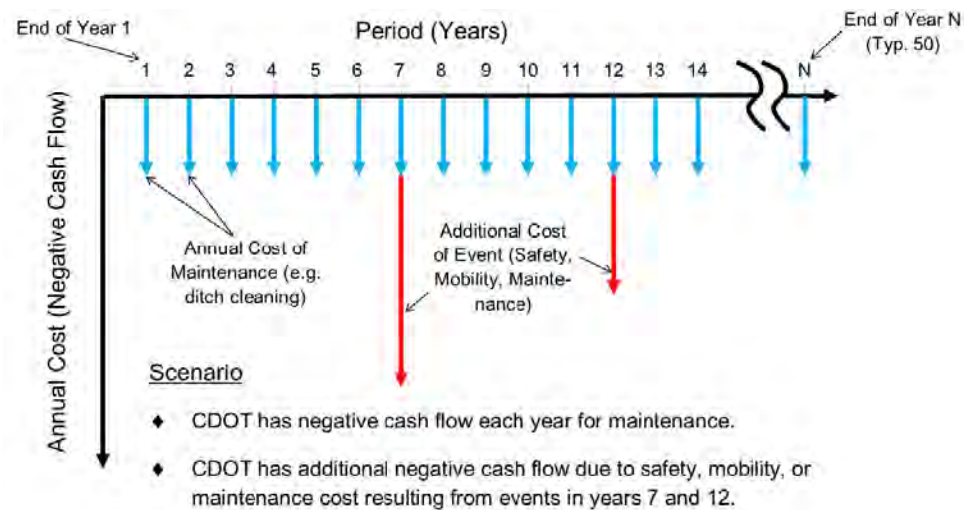 End of Year 1
Period (Years)
End of Year N
(Typ. 50)
1 2 3 4 5 6 7 8 9 10 11 12 13 14 N
Annual Cost (Negative Cash Flow)
Annual Cost of
Maintenance (e.g.
ditch cleaning)
Additional Cost
of Event (Safety,
Mobility, Mainte-
nance)
Scenario
♦ CDOT has negative cash flow each year for maintenance.
♦ CDOT has additional negative cash flow due to safety, mobility, or
maintenance cost resulting from events in years 7 and 12.